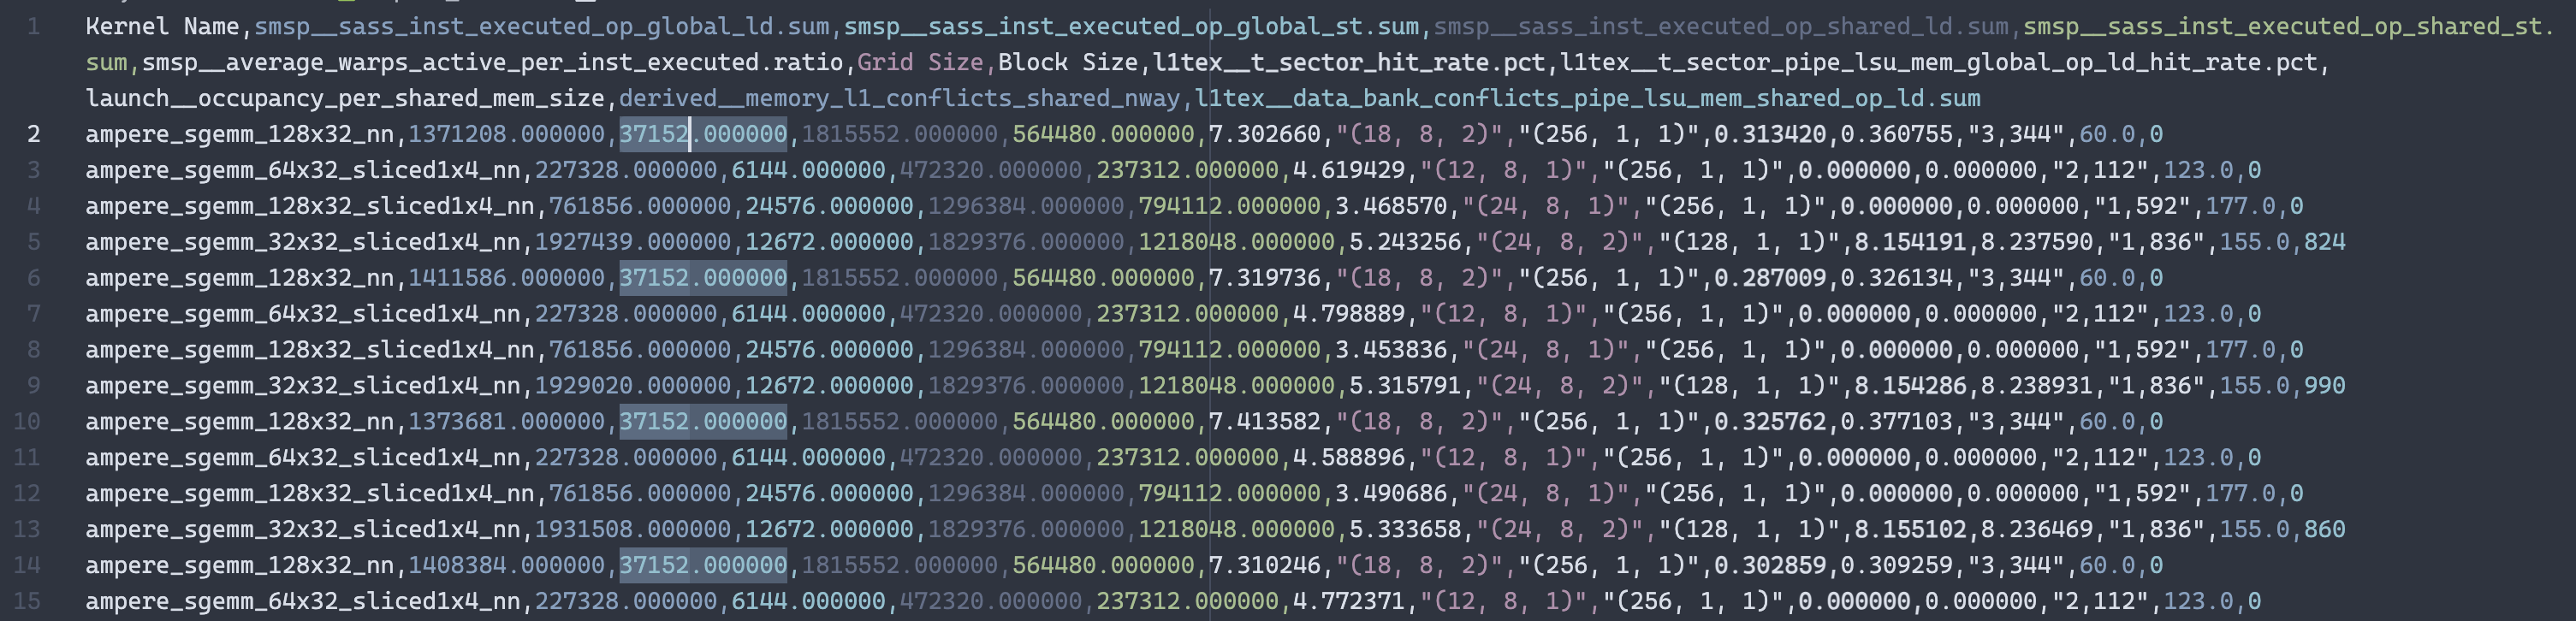 1 Kernel Name,smsp__sass_inst_executed_op_global_ld.sum,smsp__sass_inst_executed_op_global_st.sum,smsp__sass_inst_executed_op_shared_ld.sum,smsp__sass_inst_executed_op_shared_st.
sum,smsp__average_warps_active_per_inst_executed.ratio,Grid Size,Block Size,l1tex__t_sector_hit_rate.pct,l1tex__t_sector_pipe_lsu_mem_global_op_ld_hit_rate.pct,
launch__occupancy_per_shared_mem_size,derived__memory_l1_conflicts_shared_nway,l1tex__data_bank_conflicts_pipe_lsu_mem_shared_op_ld.sum
2 ampere_sgemm_128x32_nn,1371208.000000,37152.000000,1815552.000000,564480.000000,7.302660,"(18, 8, 2)","(256, 1, 1)",0.313420,0.360755,"3,344",60.0,0
3 ampere_sgemm_64x32_sliced1x4_nn,227328.000000,6144.000000,472320.000000,237312.000000,4.619429,"(12, 8, 1)","(256, 1, 1)",0.000000,0.000000,"2,112",123.0,0
4 ampere_sgemm_128x32_sliced1x4_nn,761856.000000,24576.000000,1296384.000000,794112.000000,3.468570,"(24, 8, 1)","(256, 1, 1)",0.000000,0.000000,"1,592",177.0,0
5 ampere_sgemm_32x32_sliced1x4_nn,1927439.000000,12672.000000,1829376.000000,1218048.000000,5.243256,"(24, 8, 2)","(128, 1, 1)",8.154191,8.237590,"1,836",155.0,824
6 ampere_sgemm_128x32_nn,1411586.000000,37152.000000,1815552.000000,564480.000000,7.319736,"(18, 8, 2)","(256, 1, 1)",0.287009,0.326134,"3,344",60.0,0
7 ampere_sgemm_64x32_sliced1x4_nn,227328.000000,6144.000000,472320.000000,237312.000000,4.798889,"(12, 8, 1)","(256, 1, 1)",0.000000,0.000000,"2,112",123.0,0
8 ampere_sgemm_128x32_sliced1x4_nn,761856.000000,24576.000000,1296384.000000,794112.000000,3.453836,"(24, 8, 1)","(256, 1, 1)",0.000000,0.000000,"1,592",177.0,0
9 ampere_sgemm_32x32_sliced1x4_nn,1929020.000000,12672.000000,1829376.000000,1218048.000000,5.315791,"(24, 8, 2)","(128, 1, 1)",8.154286,8.238931,"1,836",155.0,990
10 ampere_sgemm_128x32_nn,1373681.000000,37152.000000,1815552.000000,564480.000000,7.413582,"(18, 8, 2)","(256, 1, 1)",0.325762,0.377103,"3,344",60.0,0
11 ampere_sgemm_64x32_sliced1x4_nn,227328.000000,6144.000000,472320.000000,237312.000000,4.588896,"(12, 8, 1)","(256, 1, 1)",0.000000,0.000000,"2,112",123.0,0
12 ampere_sgemm_128x32_sliced1x4_nn,761856.000000,24576.000000,1296384.000000,794112.000000,3.490686,"(24, 8, 1)","(256, 1, 1)",0.000000,0.000000,"1,592",177.0,0
13 ampere_sgemm_32x32_sliced1x4_nn,1931508.000000,12672.000000,1829376.000000,1218048.000000,5.333658,"(24, 8, 2)","(128, 1, 1)",8.155102,8.236469,"1,836",155.0,860
14 ampere_sgemm_128x32_nn,1408384.000000,37152.000000,1815552.000000,564480.000000,7.310246,"(18, 8, 2)","(256, 1, 1)",0.302859,0.309259,"3,344",60.0,0
15 ampere_sgemm_64x32_sliced1x4_nn,227328.000000,6144.000000,472320.000000,237312.000000,4.772371,"(12, 8, 1)","(256, 1, 1)",0.000000,0.000000,"2,112",123.0,0